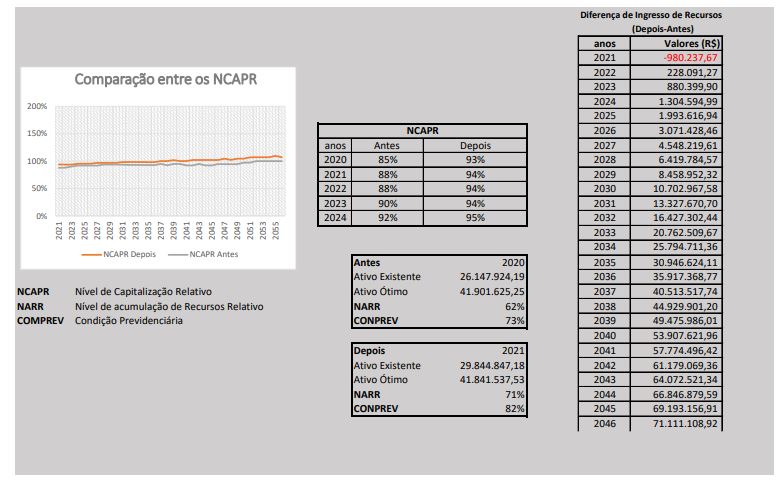 Diferença de Ingresso de Recursos
(Depois-Antes)
anos Valores (R$)
2021 -980.237,67
2022 228.091,27
2023 880.399,90
2024 1.304.594,99
2025 1.993.616,94
2026 3.071.428,46
2027 4.548.219,61
2028 6.419.784,57
2029 8.458.952,32
2030 10.702.967,58
2031 13.327.670,70
2032 16.427.302,44
2033 20.762.509,67
2034 25.794.711,36
2035 30.946.624,11
2036 35.917.368,77
2037 40.513.517,74
2038 44.929.901,20
2039 49.475.986,01
2040 53.907.621,96
2041 57.774.496,42
2042 61.179.069,36
2043 64.072.521,34
2044 66.846.879,59
2045 69.193.156,91
2046 71.111.108,92
Comparação entre os NCAPR
200%
150%
100%
50%
0%
2021 2023 2025 2027 2029 2031 2033 2035 2037 2039 2041 2043 2045 2047 2049 2051 2053 2055
NCAPR Depois NCAPR Antes
NCAPR
anos Antes Depois
2020 85% 93%
2021 88% 94%
2022 88% 94%
2023 90% 94%
2024 92% 95%
NCAPR Nível de Capitalização Relativo
NARR Nível de acumulação de Recursos Relativo
COMPREV Condição Previdenciária
Antes 2020
Ativo Existente 26.147.924,19
Ativo Ótimo 41.901.625,25
NARR 62%
CONPREV 73%
Depois 2021
Ativo Existente 29.844.847,18
Ativo Ótimo 41.841.537,53
NARR 71%
CONPREV 82%